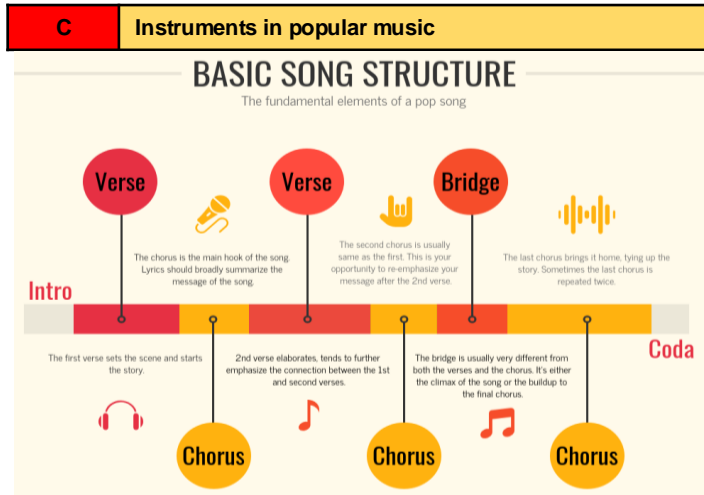 C
Instruments in popular music
BASIC SONG STRUCTURE
The fundamental elements of a pop song
Verse
Verse
Bridge
The chorus is the main hook of the song.
Lyrics should broadly summarize the
message of the song.
The second chorus is usually
same as the first. This is your
opportunity to re-emphasize your
message after the 2nd verse.
The last chorus brings it home, tying up the
story. Sometimes the last chorus is
repeated twice.
Intro
Coda
The first verse sets the scene and starts
the story.
2nd verse elaborates, tends to further
emphasize the connection between the 1st
and second verses.
The bridge is usually very different from
both the verses and the chorus. It's either
the climax of the song or the buildup to
the final chorus.
Chorus
Chorus
Chorus